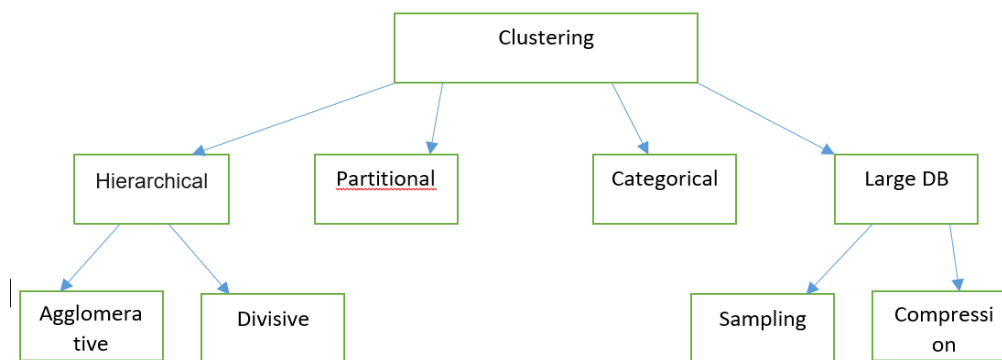 Clustering
Hierarchical
Partitional
Categorical
Large DB
Agglomera
tive
Divisive
Sampling
Compressi
on